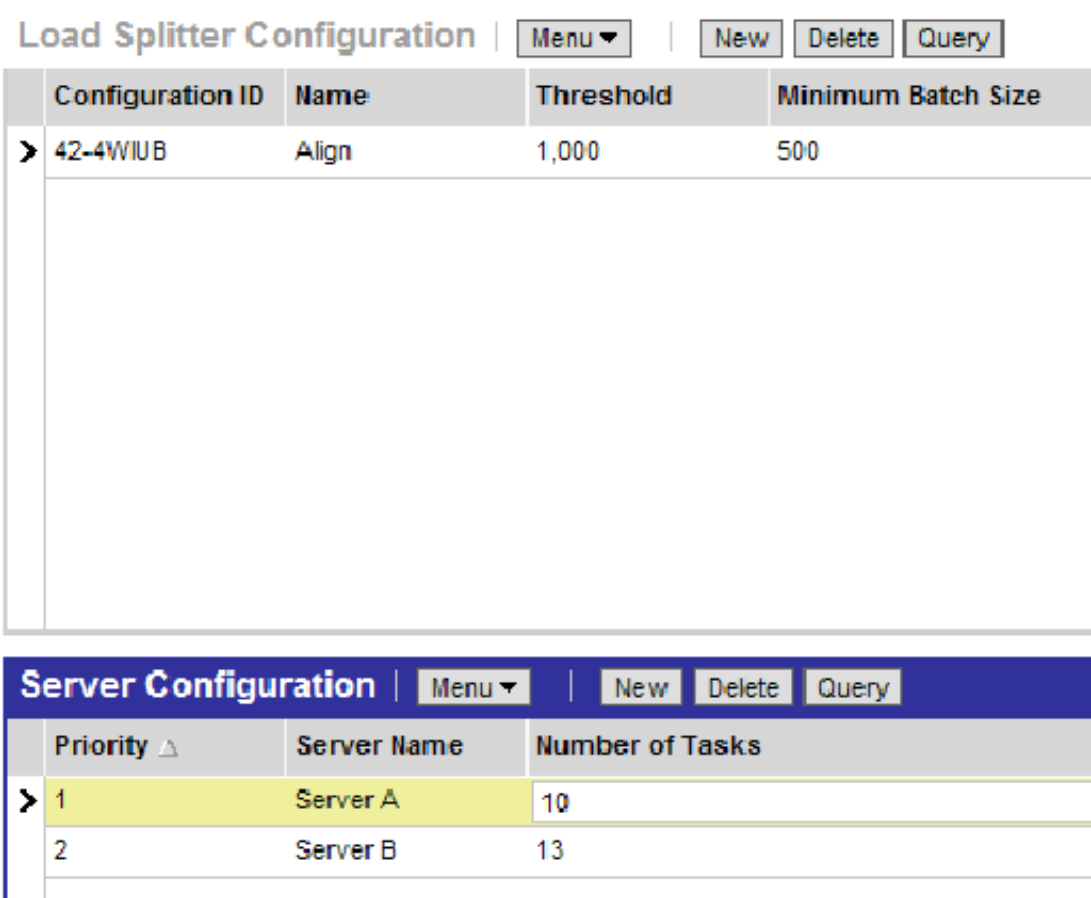 Load Splitter Configuration | Menu | New Delete Query
Configuration ID Name Threshold Minimum Batch Size
42-4WIUB Align 1,000 500
Server Configuration | Menu | New Delete Query
Priority Server Name Number of Tasks
1 Server A 10
2 Server B 13